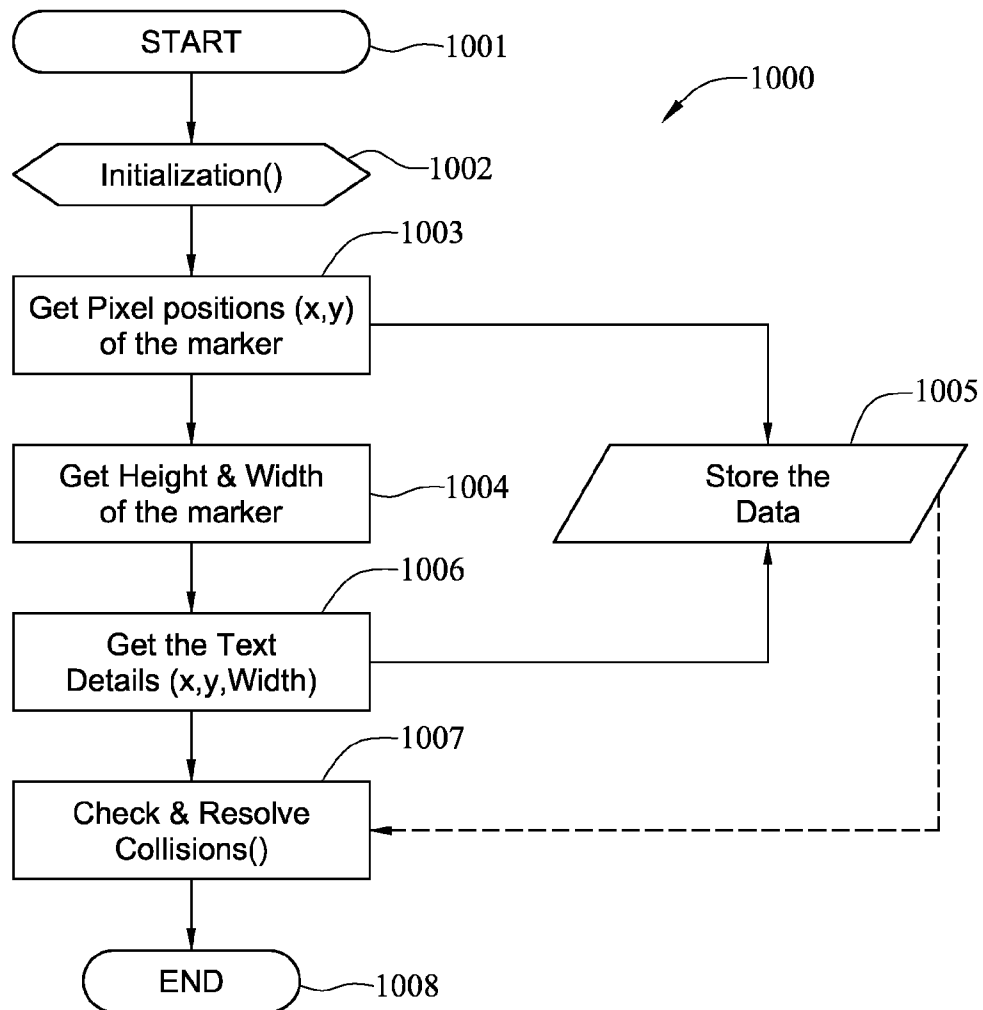 START
1001
1000
Initialization()
1002
1003
Get Pixel positions (x,y)
of the marker
1005
Get Height & Width
of the marker
1004
Store the
Data
1006
Get the Text
Details (x,y,Width)
1007
Check & Resolve
Collisions()
END
1008